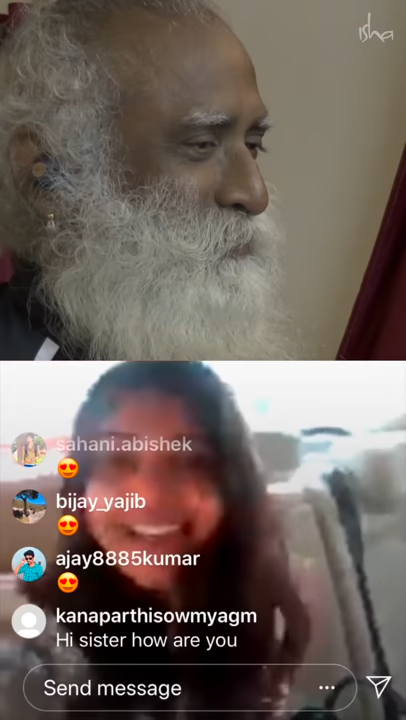 isha
sahani.abishek
😍
bijay_yajib
😍
ajay8885kumar
😍
kanaparthisowmyagm
Hi sister how are you
Send message